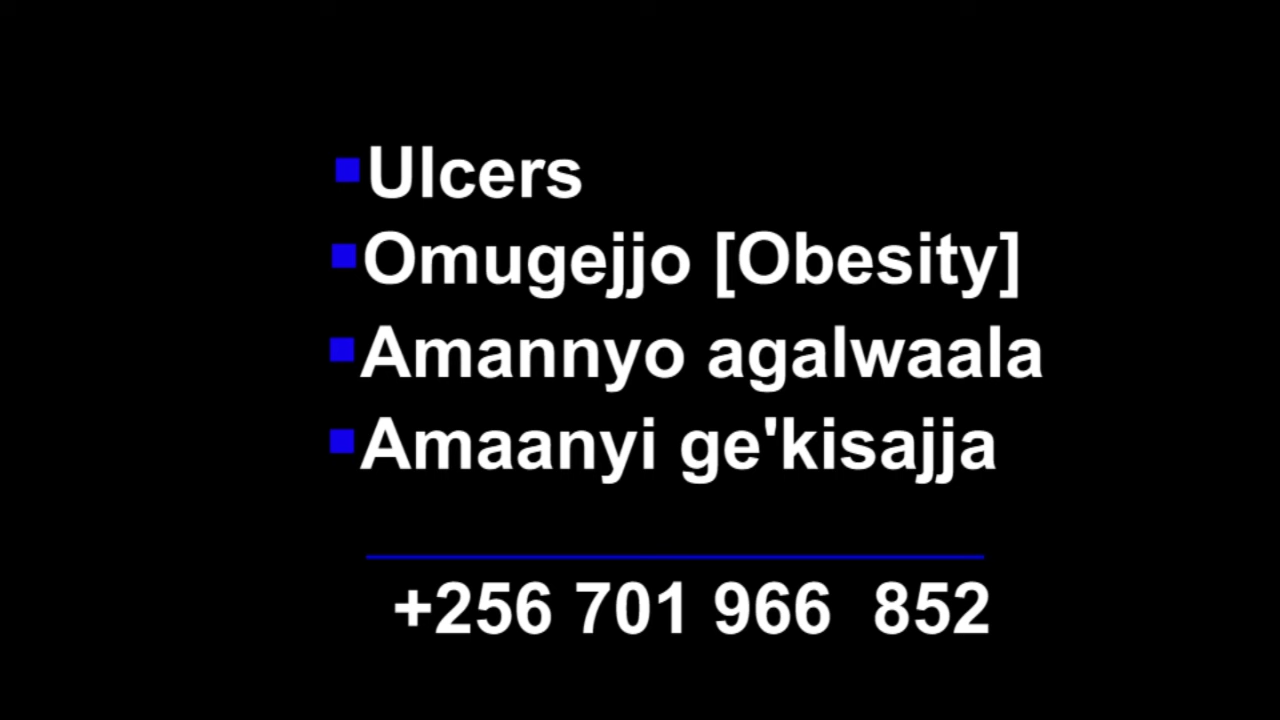 Ulcers
Omugejjo [Obesity]
Amannyo agalwaala
Amaanyi ge'kisajja
+256 701 966 852